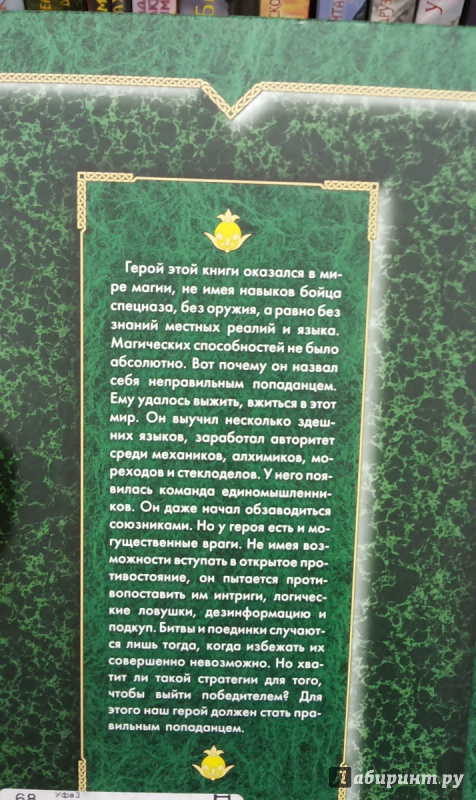 Герой этой книги оказался в ми-
ре магии, не имея навыков бойца
спецназа, без оружия, а равно без
знаний местных реалий и языка.
Магических способностей не было
абсолютно. Вот почему он назвал
себя неправильным попаданцем.
Ему удалось выжить, вжиться в этот
мир. Он выучил несколько здеш-
них языков, заработал авторитет
среди механиков, алхимиков, мо-
реходов и стеклоделов. У него поя-
вилась команда единомышленни-
ков. Он даже начал обзаводиться
союзниками. Но у героя есть и мо-
гущественные враги. Не имея воз-
можности вступать в открытое про-
тивостояние, он пытается проти-
вопоставить им интриги, логичес-
кие ловушки, дезинформацию и
подкуп. Битвы и поединки случают-
ся лишь тогда, когда избежать их
совершенно невозможно. Но хва-
тит ли такой стратегии для того,
чтобы выйти победителем? Для
этого наш герой должен стать пра-
вильным попаданцем.
Лабиринт.ру